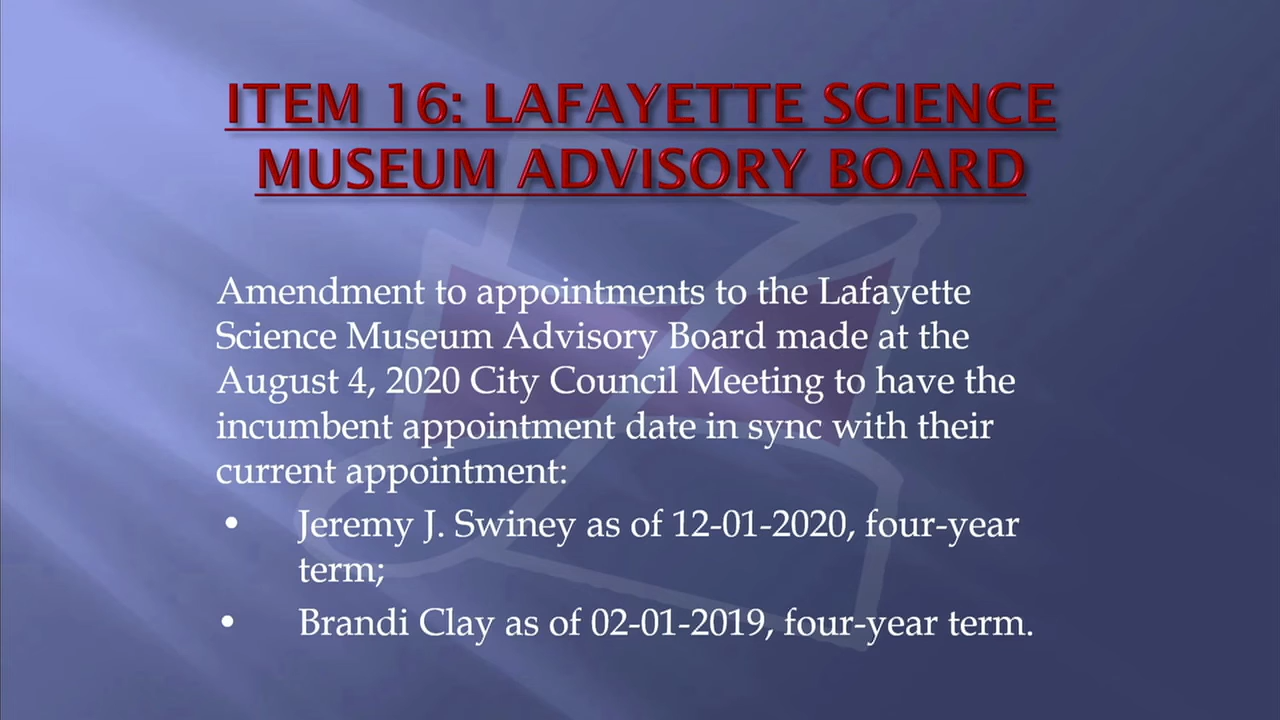 ITEM 16: LAFAYETTE SCIENCE
MUSEUM ADVISORY BOARD
Amendment to appointments to the Lafayette
Science Museum Advisory Board made at the
August 4, 2020 City Council Meeting to have the
incumbent appointment date in sync with their
current appointment:
• Jeremy J. Swiney as of 12-01-2020, four-year
term;
• Brandi Clay as of 02-01-2019, four-year term.